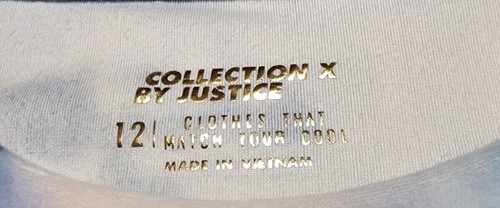 COLLECTION X
BY JUSTICE
12| CLOTHES THAT
MATCH YOUR COOL
MADE IN VIETNAM